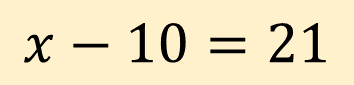 x − 10 = 21